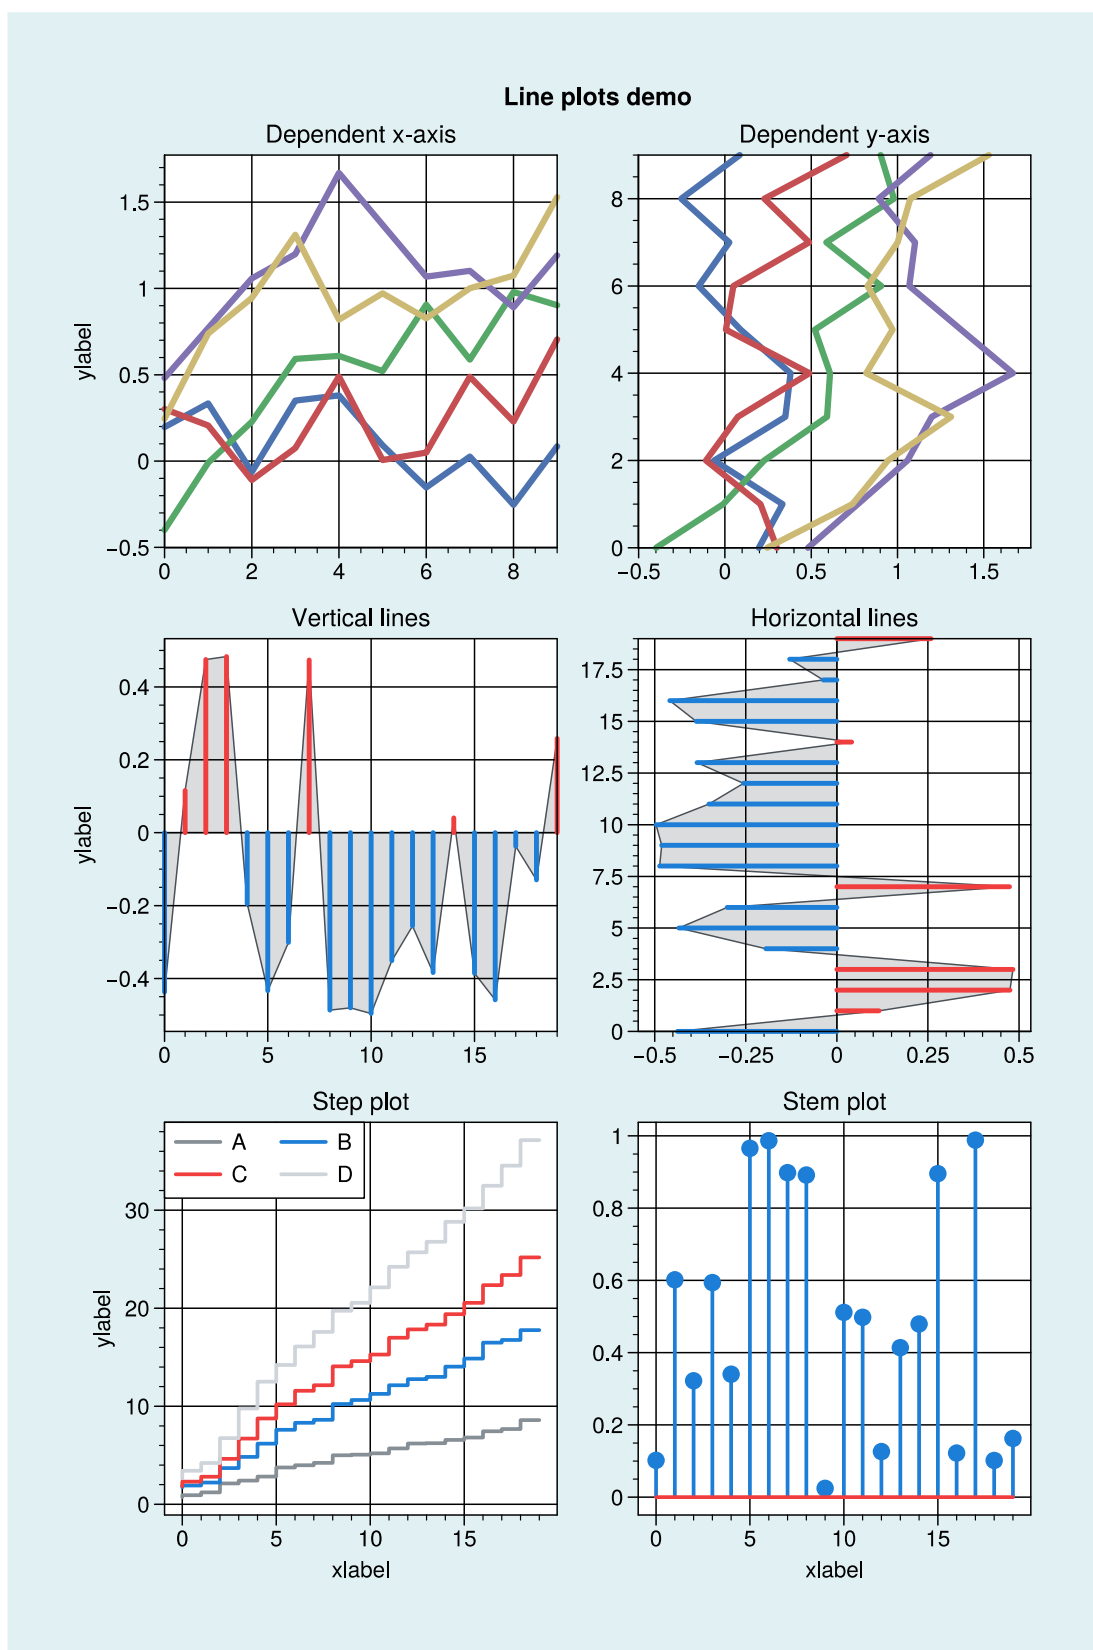 Line plots demo
Dependent x-axis
Dependent y-axis
ylabel
1.5
1
0.5
0
−0.5
0 2 4 6 8
8
6
4
2
0
−0.5 0 0.5 1 1.5
Vertical lines
Horizontal lines
ylabel
0.4
0.2
0
−0.2
−0.4
0 5 10 15
17.5
15
12.5
10
7.5
5
2.5
0
−0.5 −0.25 0 0.25 0.5
Step plot
Stem plot
A B
C D
ylabel
30
20
10
0
0 5 10 15
xlabel
1
0.8
0.6
0.4
0.2
0
0 5 10 15
xlabel